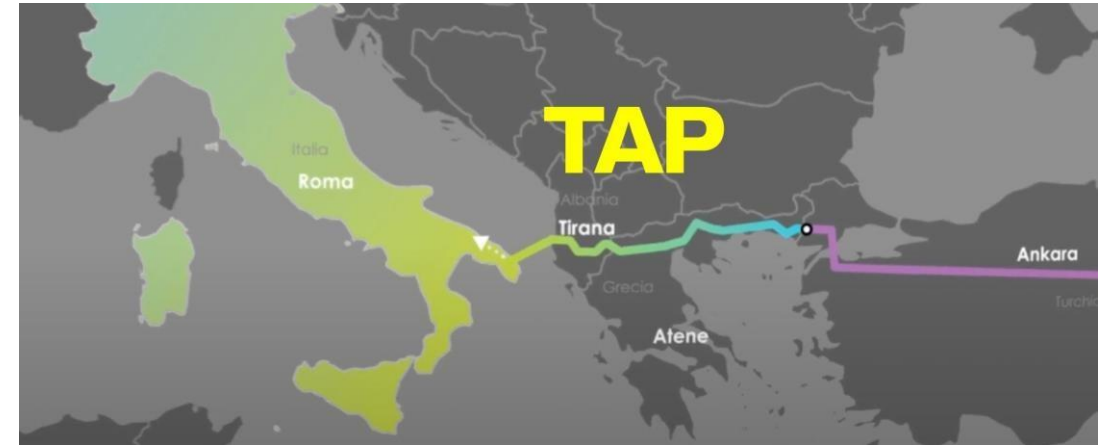 TAP
Italia
Roma
Albania
Tirana
Ankara
Grecia
Turchia
Atene